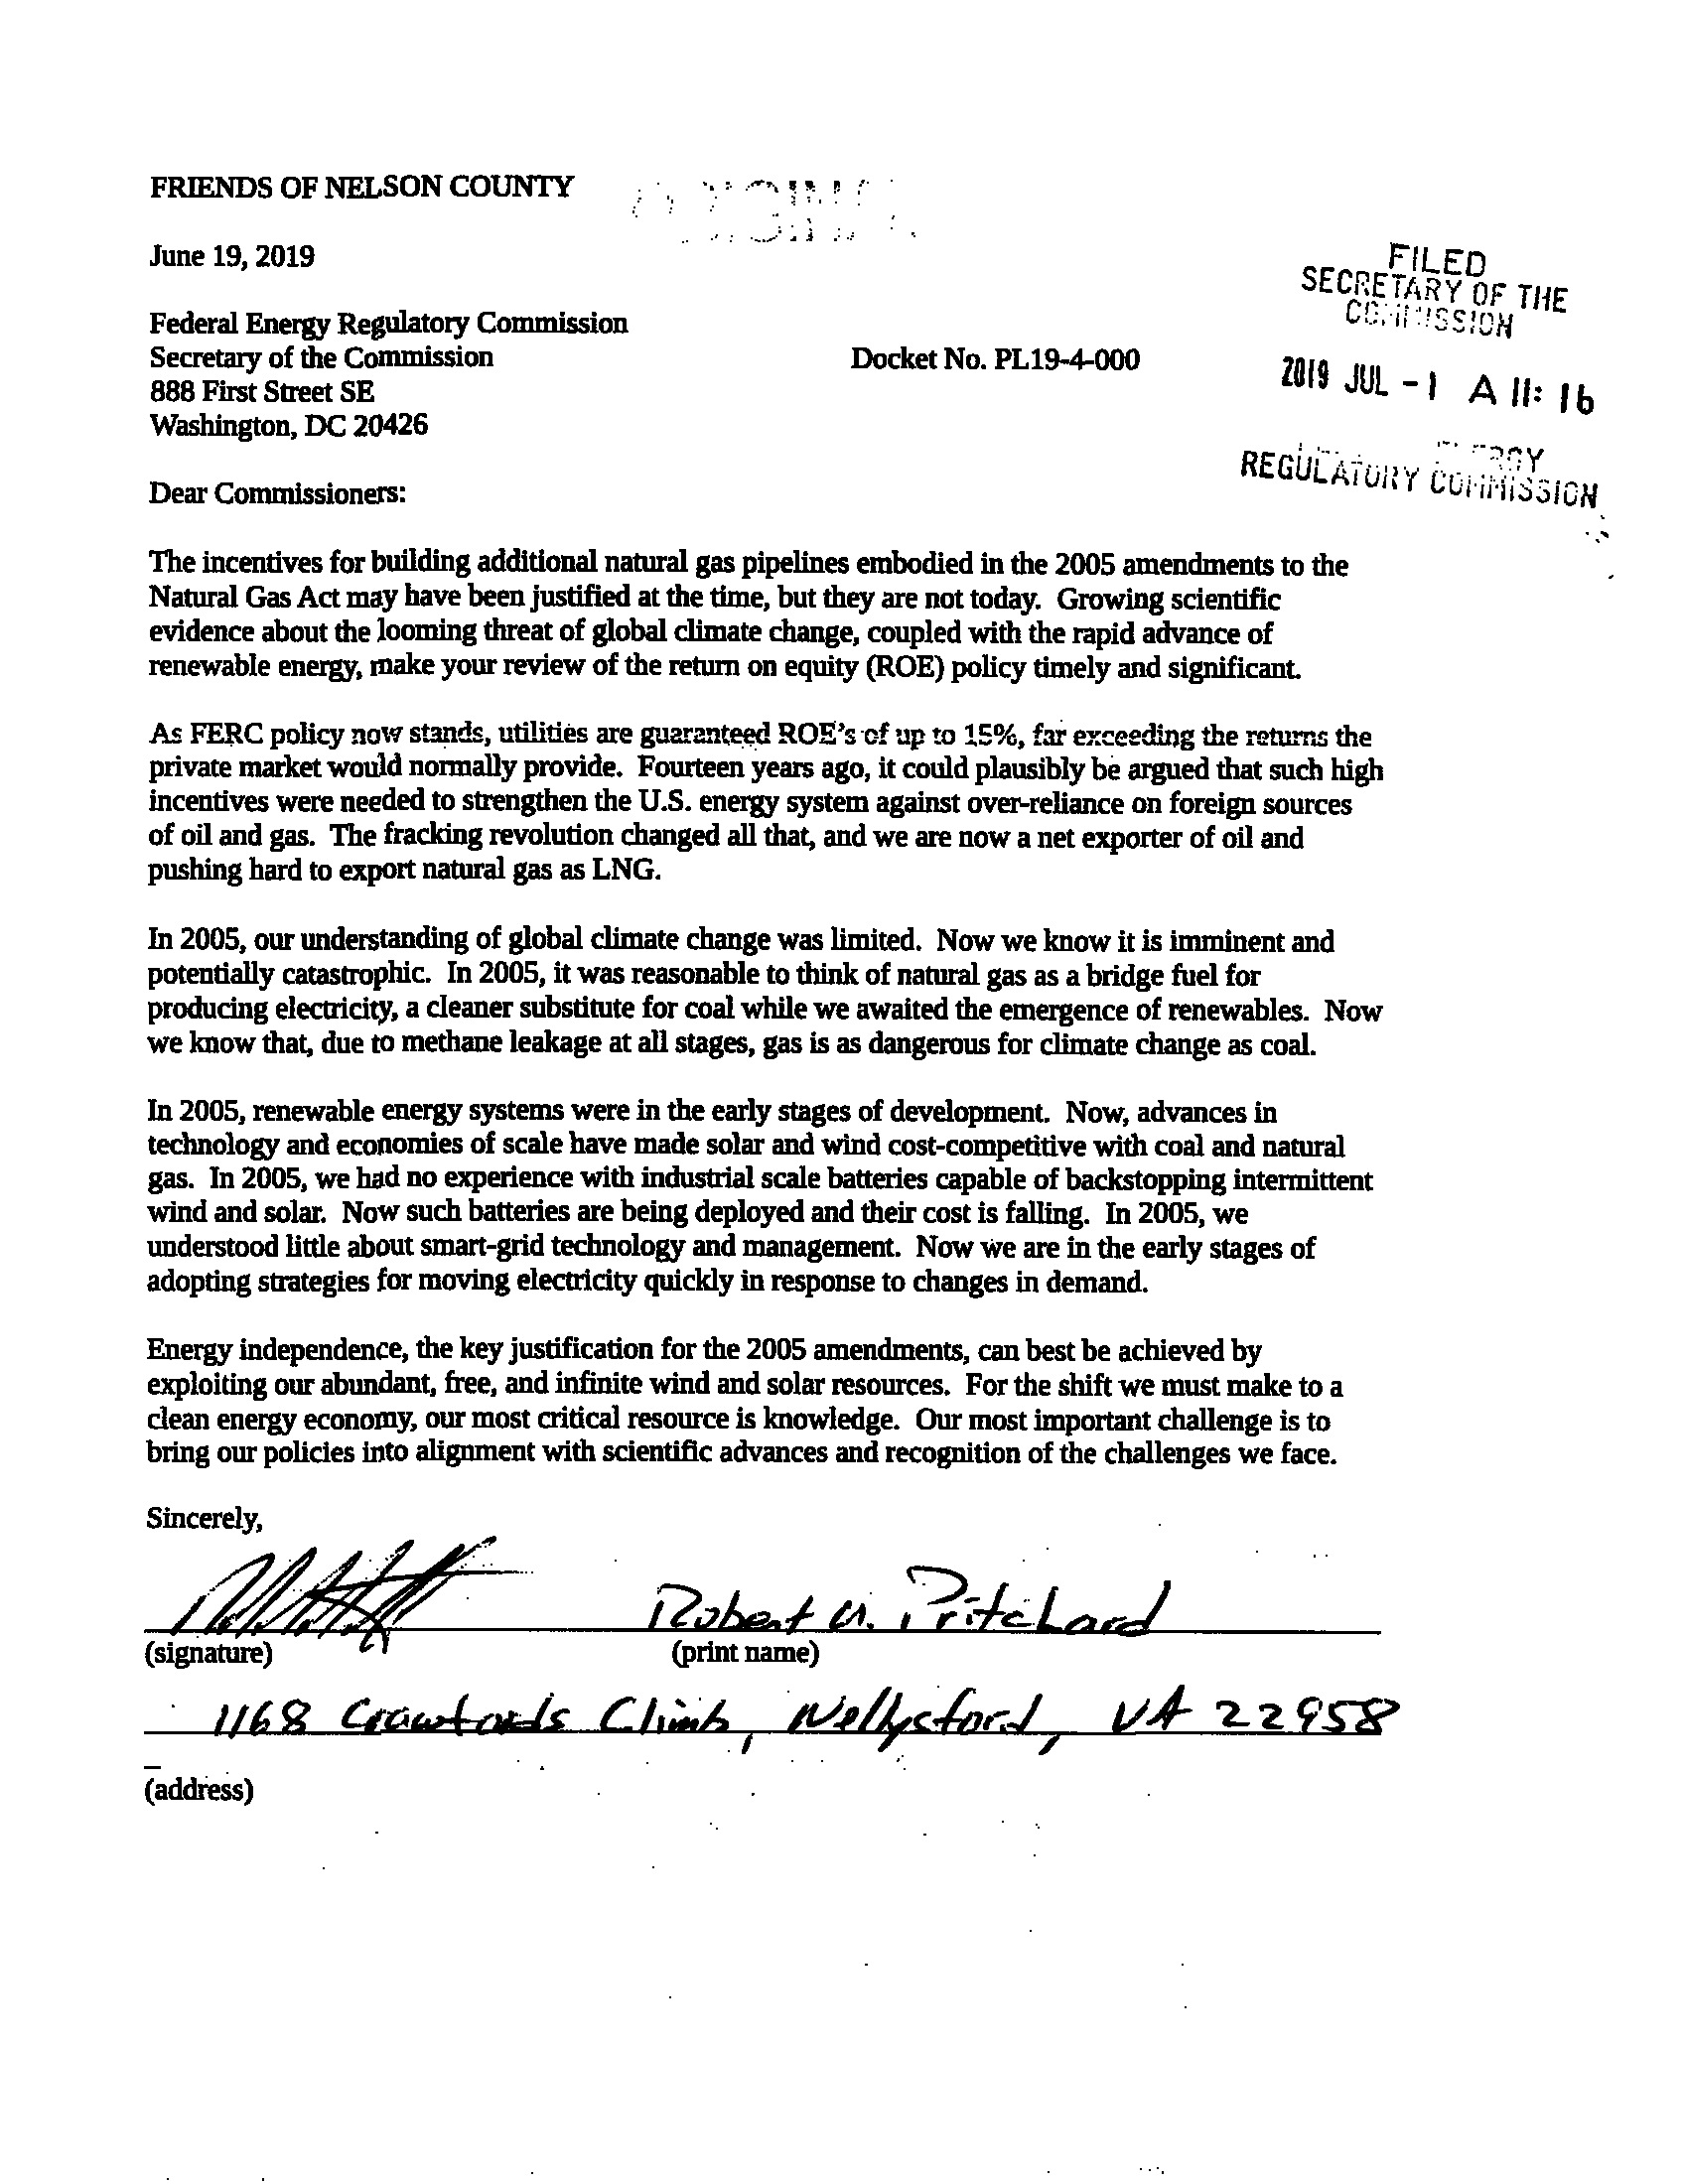 FRIENDS OF NELSON COUNTY
June 19, 2019
FILED
SECRETARY OF THE
COMMISSION
Federal Energy Regulatory Commission
Secretary of the Commission
Docket No. PL19-4-000
2019 JUL -1 A 11: 16
888 First Street SE
Washington, DC 20426
REGULATORY COMMISSION
Dear Commissioners:
The incentives for building additional natural gas pipelines embodied in the 2005 amendments to the
Natural Gas Act may have been justified at the time, but they are not today. Growing scientific
evidence about the looming threat of global climate change, coupled with the rapid advance of
renewable energy, make your review of the return on equity (ROE) policy timely and significant.
As FERC policy now stands, utilities are guaranteed ROE's of up to 15%, far exceeding the returns the
private market would normally provide. Fourteen years ago, it could plausibly be argued that such high
incentives were needed to strengthen the U.S. energy system against over-reliance on foreign sources
of oil and gas. The fracking revolution changed all that, and we are now a net exporter of oil and
pushing hard to export natural gas as LNG.
In 2005, our understanding of global climate change was limited. Now we know it is imminent and
potentially catastrophic. In 2005, it was reasonable to think of natural gas as a bridge fuel for
producing electricity, a cleaner substitute for coal while we awaited the emergence of renewables. Now
we know that, due to methane leakage at all stages, gas is as dangerous for climate change as coal.
In 2005, renewable energy systems were in the early stages of development. Now, advances in
technology and economies of scale have made solar and wind cost-competitive with coal and natural
gas. In 2005, we had no experience with industrial scale batteries capable of backstopping intermittent
wind and solar. Now such batteries are being deployed and their cost is falling. In 2005, we
understood little about smart-grid technology and management. Now we are in the early stages of
adopting strategies for moving electricity quickly in response to changes in demand.
Energy independence, the key justification for the 2005 amendments, can best be achieved by
exploiting our abundant, free, and infinite wind and solar resources. For the shift we must make to a
clean energy economy, our most critical resource is knowledge. Our most important challenge is to
bring our policies into alignment with scientific advances and recognition of the challenges we face.
Sincerely,
Robert Pritchard
(signature) (print name)
1168 Crawfords Climb, Nellysford, VA 22958
(address)